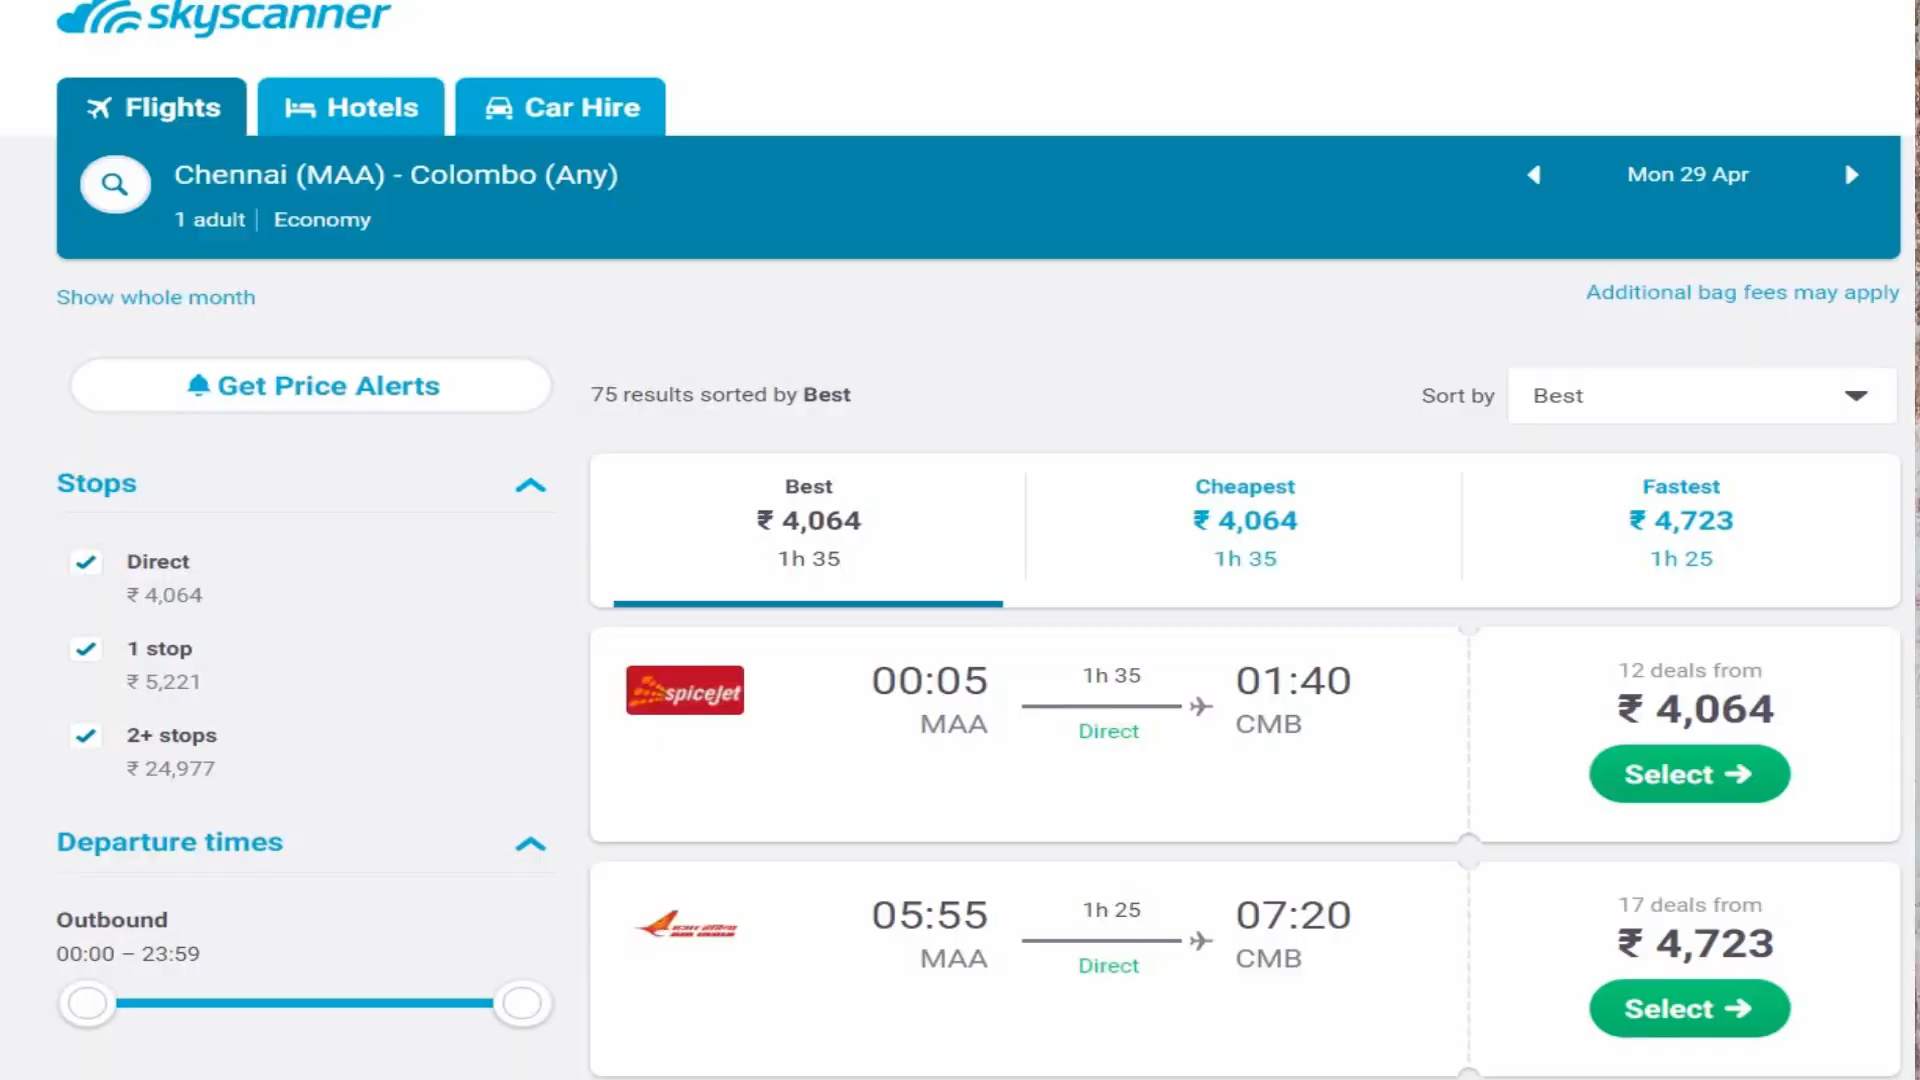 skyscanner
Flights
Hotels
Car Hire
Chennai (MAA) - Colombo (Any)
1 adult
Economy
Mon 29 Apr
Show whole month
Additional bag fees may apply
Get Price Alerts
75 results sorted by Best
Sort by
Best
Stops
Direct
₹ 4,064
1 stop
₹ 5,221
2+ stops
₹ 24,977
Departure times
Outbound
00:00 – 23:59
Best
₹ 4,064
1h 35
Cheapest
₹ 4,064
1h 35
Fastest
₹ 4,723
1h 25
spicejet
00:05
MAA
1h 35
Direct
01:40
CMB
12 deals from
₹ 4,064
Select
05:55
MAA
1h 25
Direct
07:20
CMB
17 deals from
₹ 4,723
Select